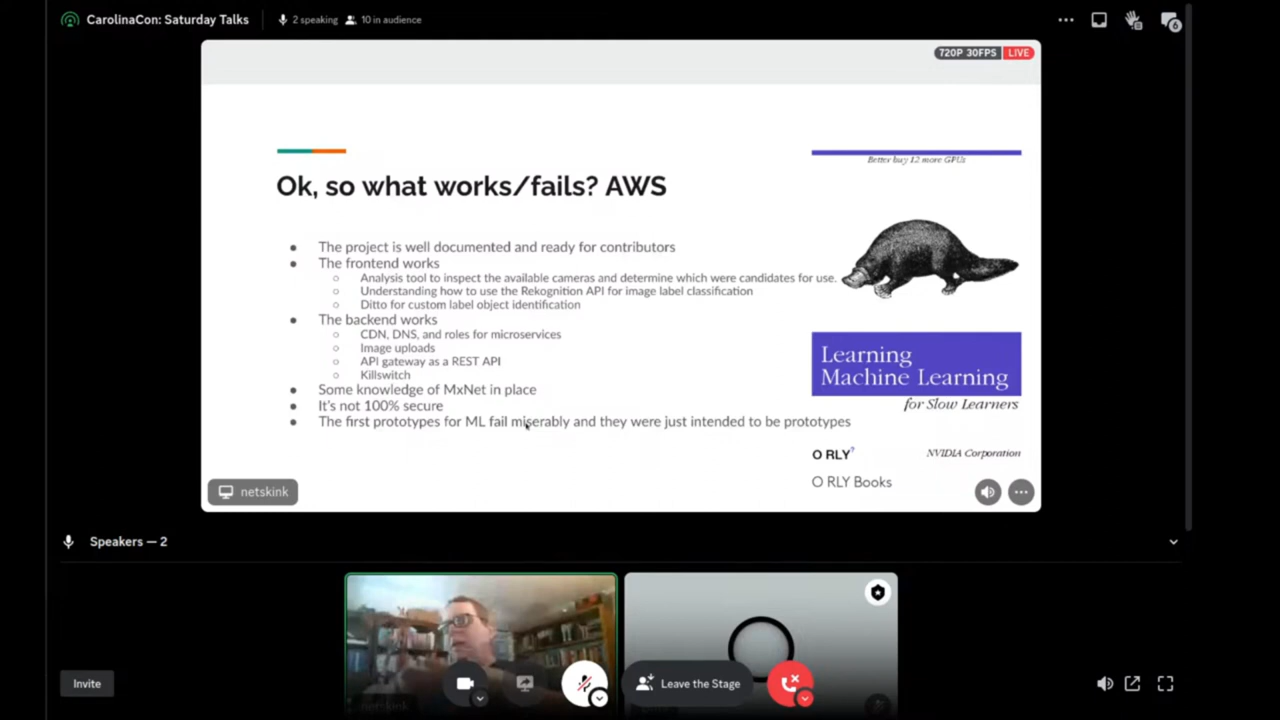 CarolinaCon: Saturday Talks
2 speaking
10 in audience
6
720P 30FPS
LIVE
Ok, so what works/fails? AWS
● The project is well documented and ready for contributors
● The frontend works
○ Analysis tool to inspect the available cameras and determine which were candidates for use.
○ Understanding how to use the Rekognition API for image label classification
○ Ditto for custom label object identification
● The backend works
○ CDN, DNS, and roles for microservices
○ Image uploads
○ API gateway as a REST API
○ Killswitch
● Some knowledge of MxNet in place
● It's not 100% secure
● The first prototypes for ML fail miserably and they were just intended to be prototypes
Better buy 12 more GPUs
Learning
Machine Learning
for Slow Learners
O RLY?
NVIDIA Corporation
O RLY Books
netskink
Speakers — 2
netskink
Invite
Leave the Stage